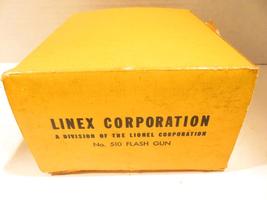 LINEX CORPORATION
A DIVISION OF THE LIONEL CORPORATION
No. 510 FLASH GUN